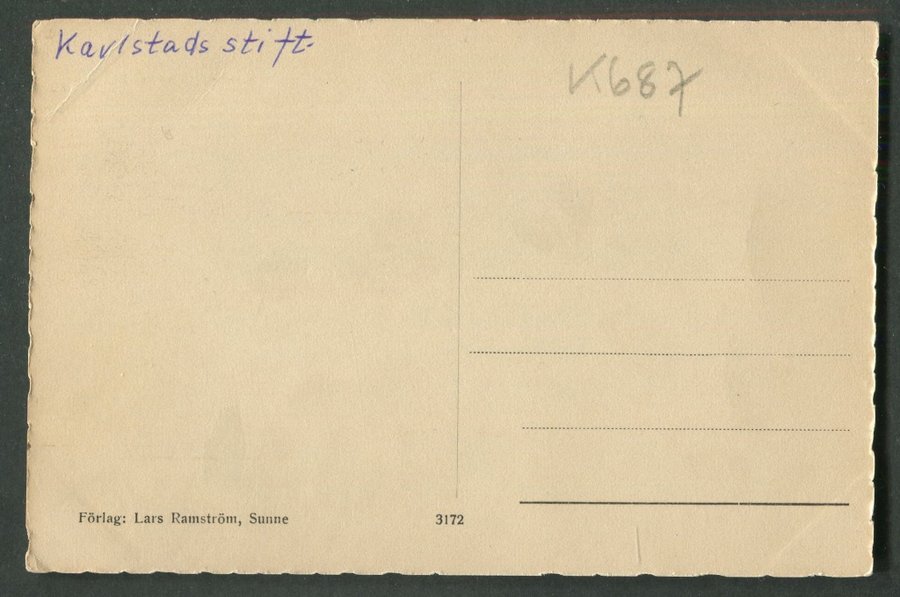 Karlstads stift
K687
Förlag: Lars Ramström, Sunne
3172